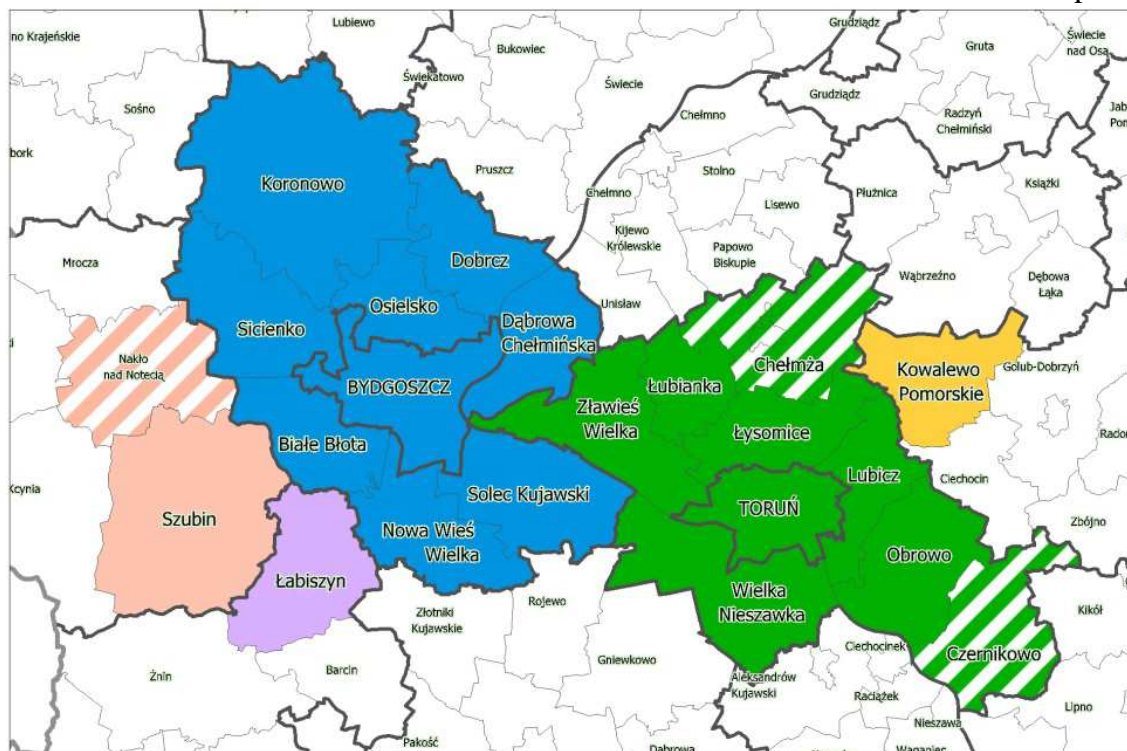 Lubiewo
no Krajeńskie
Bukowiec
Grudziądz
Gruta
Świecie
nad Osą
Świekatowo
Świecie
Sośno
Grudziądz
Radzyń
Chełmiński
Chełmno
bork
Pruszcz
Stolno
Książki
Koronowo
Chełmno
Płużnica
Lisewo
Kijewo
Królewskie
Papowo
Biskupie
Mrocza
Dobrcz
Wąbrzeźno
Dębowa
Łąka
Osielsko
Unisław
Sicienko
Dąbrowa
Chełmińska
Nakło
nad Notecią
Chełmża
Kowalewo
Pomorskie
Golub-Dobrzyń
BYDGOSZCZ
Łubianka
Zławieś
Wielka
Łysomice
Białe Błota
Lubicz
Ciechocin
Kcynia
Solec Kujawski
Szubin
TORUŃ
Zbójno
Nowa Wieś
Wielka
Obrowo
Łabiszyn
Wielka
Nieszawka
Rojewo
Złotniki
Kujawskie
Kikół
Ciechocinek
Czernikowo
Gniewkowo
Żnin
Barcin
Aleksandrów
Kujawski
Raciążek
Lipno
Nieszawa
Pakość
Dąbrowa
Waganiec